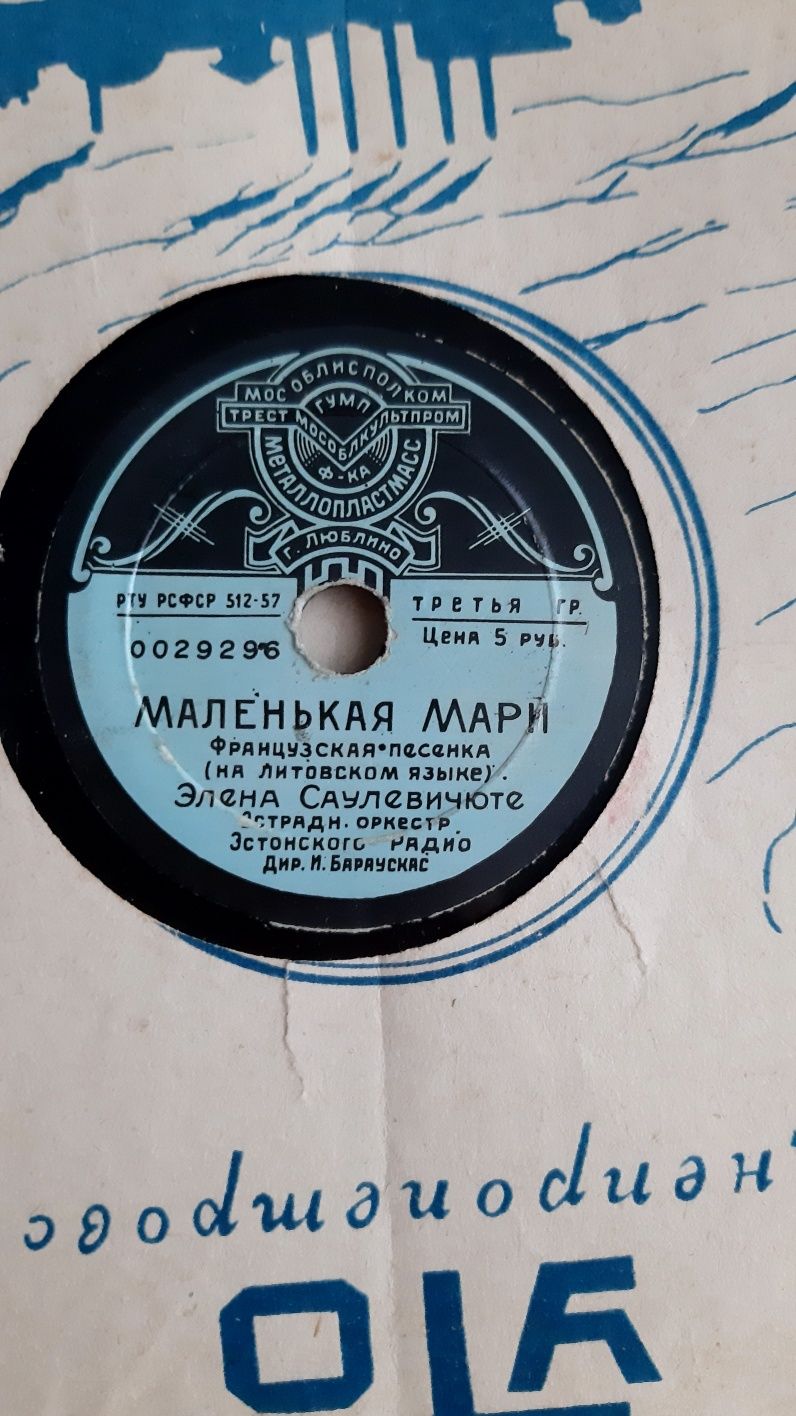 МОСОБЛИСПОЛКОМ
ГУМП
ТРЕСТ МОСОБЛКУЛЬТПРОМ
Ф-КА
МЕТАЛЛОПЛАСТМАСС
Г. ЛЮБЛИНО
РТУ РСФСР 512-57
ТРЕТЬЯ ГР.
0029296
ЦЕНА 5 РУБ.
МАЛЕНЬКАЯ МАРИ
ФРАНЦУЗСКАЯ ПЕСЕНКА
(НА ЛИТОВСКОМ ЯЗЫКЕ).
ЭЛЕНА САУЛЕВИЧЮТЕ
ЭСТРАДН. ОРКЕСТР.
ЭСТОНСКОГО РАДИО
ДИР. И. БАРАУСКАС
непропетровс